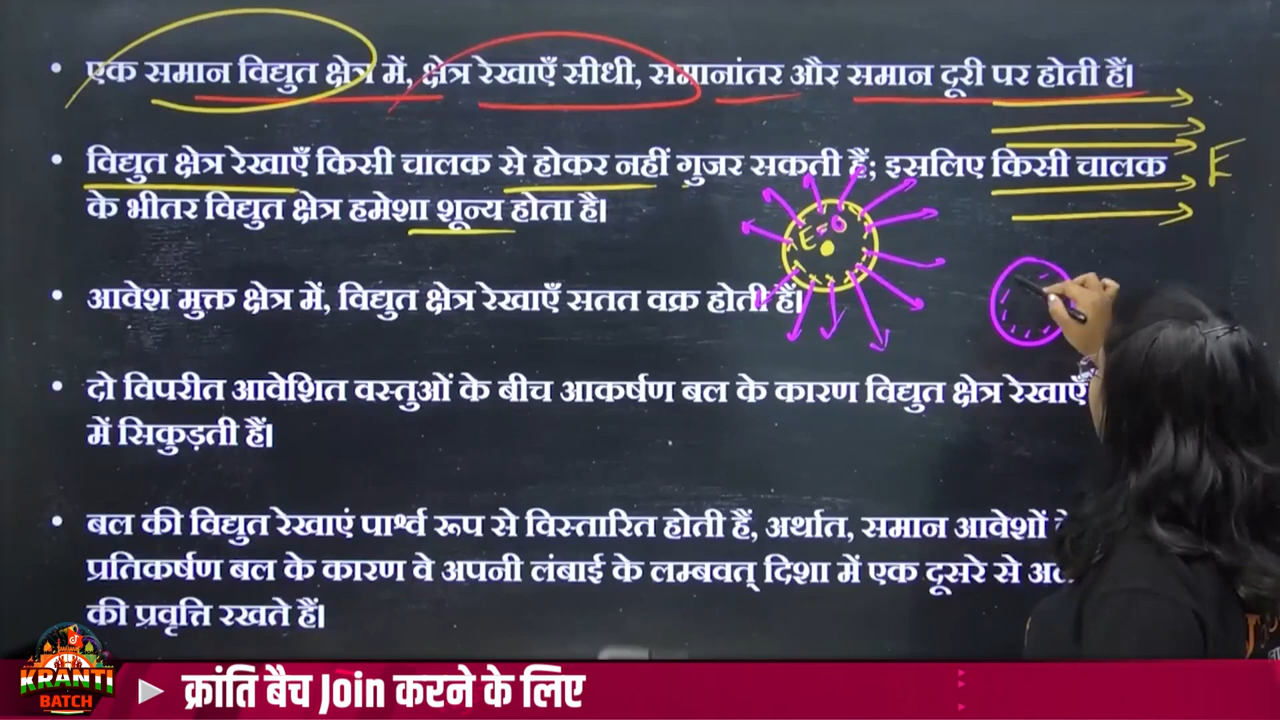 • एक समान विद्युत क्षेत्र में, क्षेत्र रेखाएँ सीधी, समानांतर और समान दूरी पर होती हैं।
• विद्युत क्षेत्र रेखाएँ किसी चालक से होकर नहीं गुजर सकती हैं; इसलिए किसी चालक
E
के भीतर विद्युत क्षेत्र हमेशा शून्य होता है।
E=0
• आवेश मुक्त क्षेत्र में, विद्युत क्षेत्र रेखाएँ सतत वक्र होती हैं।
• दो विपरीत आवेशित वस्तुओं के बीच आकर्षण बल के कारण विद्युत क्षेत्र रेखाएँ
में सिकुड़ती हैं।
• बल की विद्युत रेखाएं पार्श्व रूप से विस्तारित होती हैं, अर्थात, समान आवेशों
प्रतिकर्षण बल के कारण वे अपनी लंबाई के लम्बवत् दिशा में एक दूसरे से
की प्रवृत्ति रखते हैं।
KRANTI
BATCH
क्रांति बैच Join करने के लिए